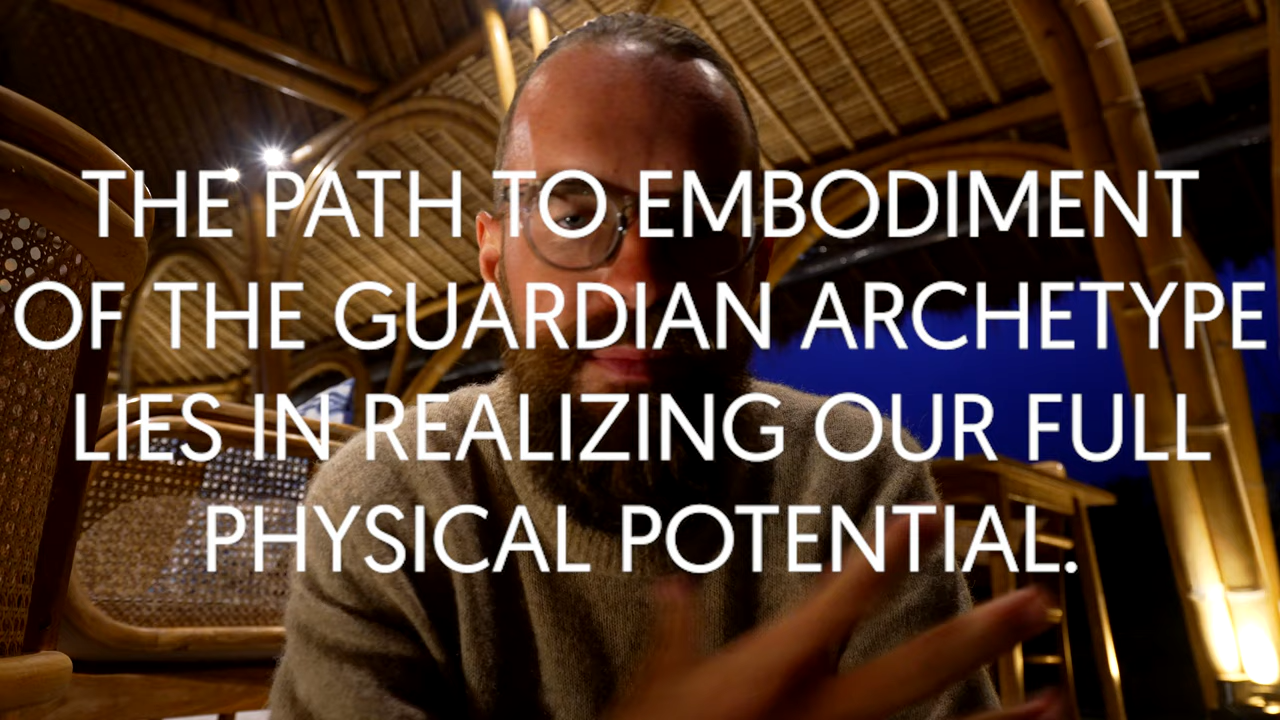 THE PATH TO EMBODIMENT
OF THE GUARDIAN ARCHETYPE
LIES IN REALIZING OUR FULL
PHYSICAL POTENTIAL.